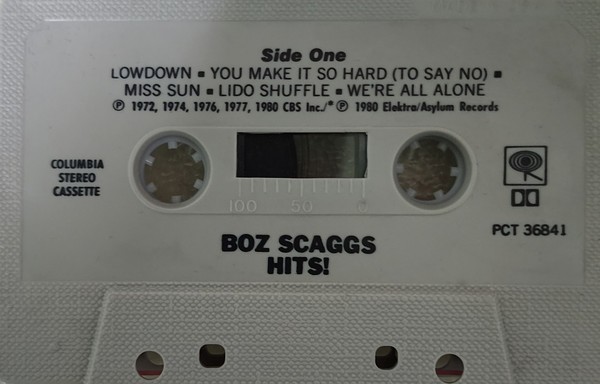 Side One
LOWDOWN ▪ YOU MAKE IT SO HARD (TO SAY NO) ▪
MISS SUN ▪ LIDO SHUFFLE ▪ WE'RE ALL ALONE
℗ 1972, 1974, 1976, 1977, 1980 CBS Inc./*℗ 1980 Elektra/Asylum Records
COLUMBIA
STEREO
CASSETTE
100 50 0
PCT 36841
BOZ SCAGGS
HITS!